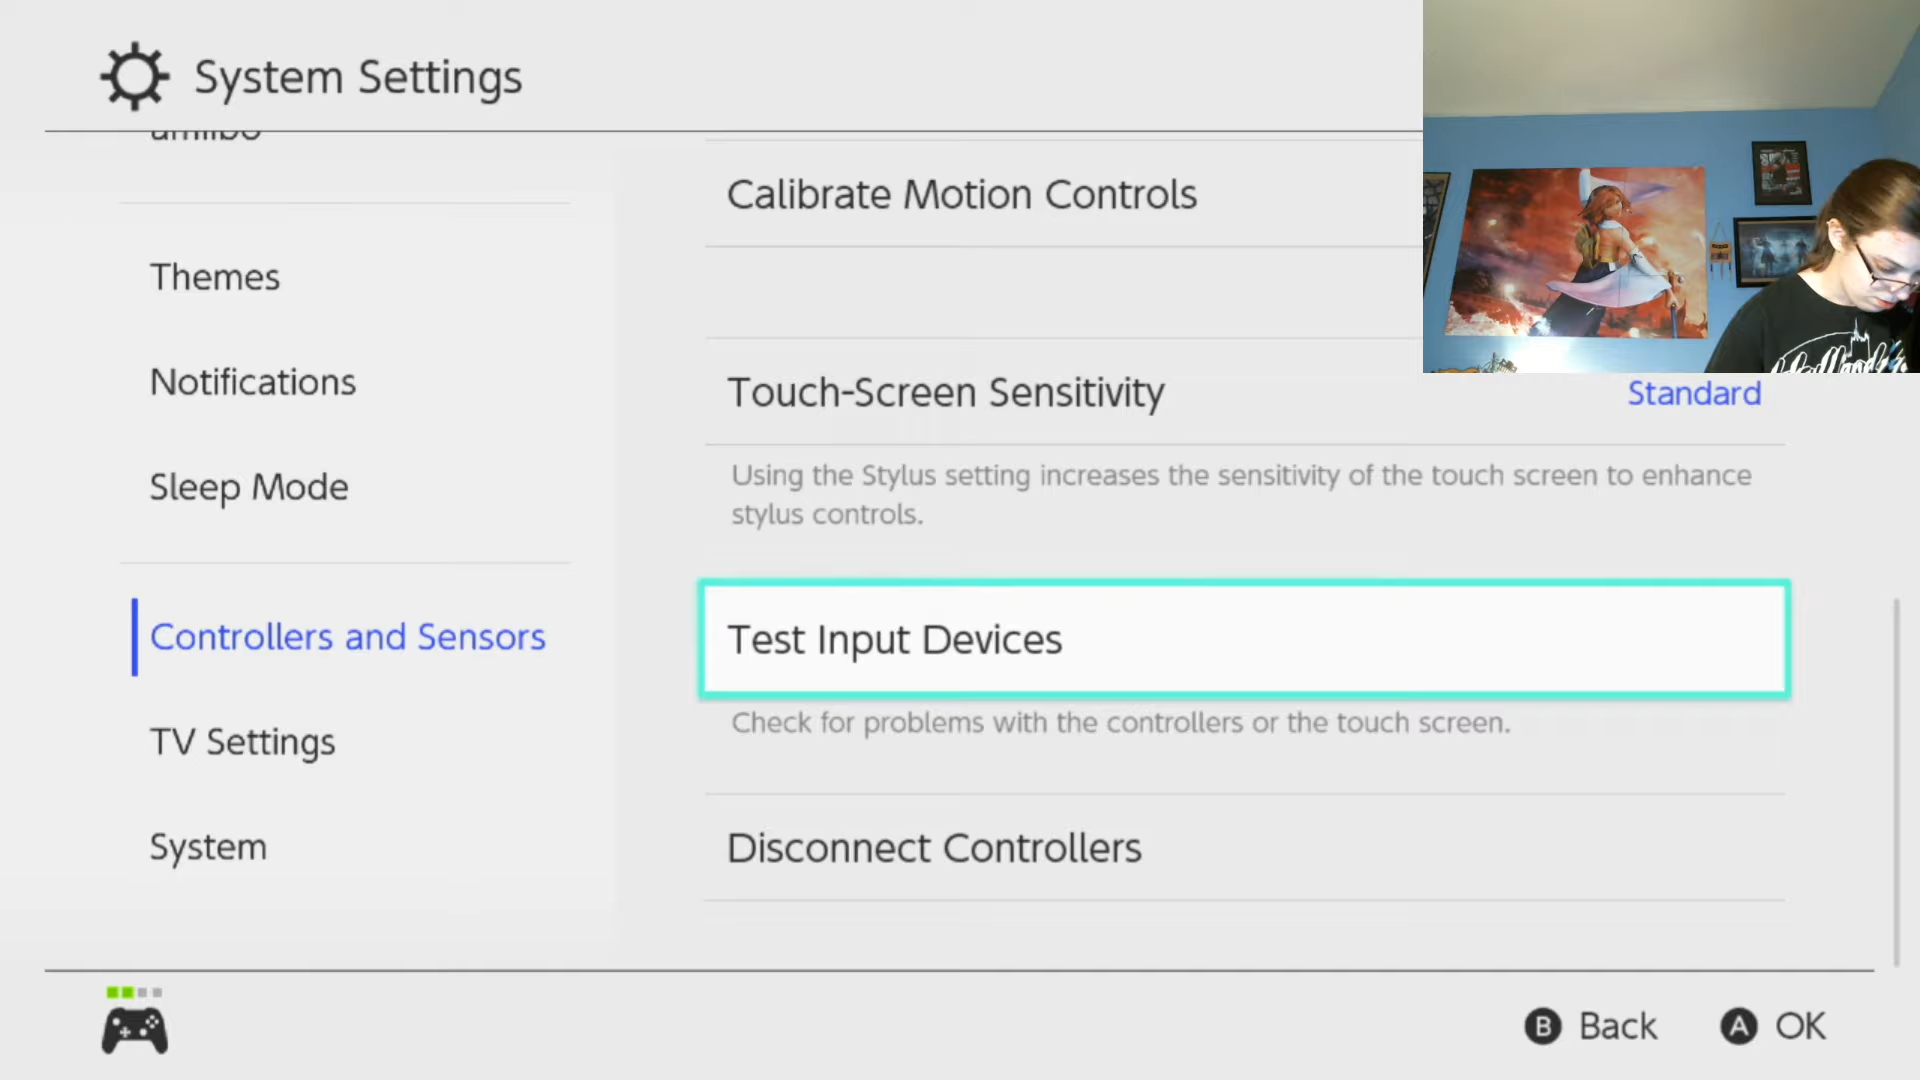 System Settings
amiibo
Themes
Notifications
Sleep Mode
Controllers and Sensors
TV Settings
System
Calibrate Motion Controls
Touch-Screen Sensitivity
Standard
Using the Stylus setting increases the sensitivity of the touch screen to enhance
stylus controls.
Test Input Devices
Check for problems with the controllers or the touch screen.
Disconnect Controllers
B Back
A OK